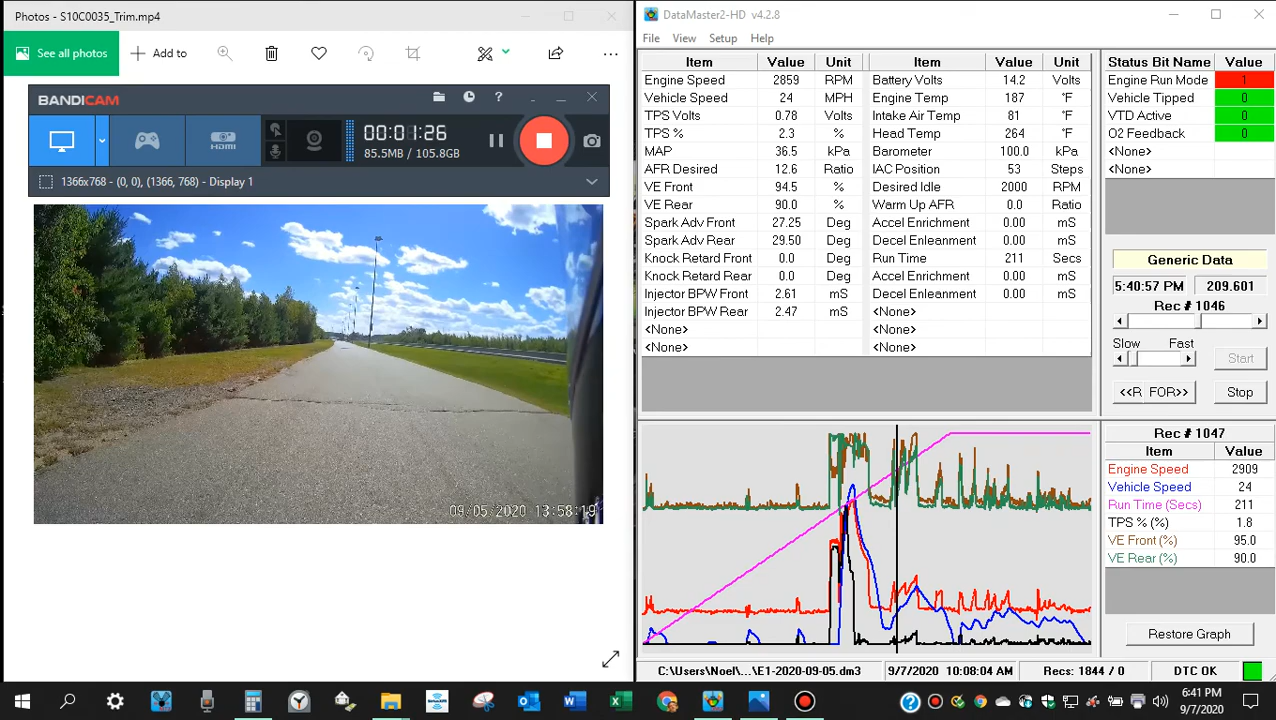 Photos - S10C0035_Trim.mp4
See all photos
Add to
BANDICAM
?
HDMI
00:01:26
85.5MB / 105.8GB
1366x768 - (0, 0), (1366, 768) - Display 1
09/05/2020 13:58:19
DataMaster2-HD v4.2.8
File View Setup Help
Item Value Unit Item Value Unit
Engine Speed 2859 RPM Battery Volts 14.2 Volts
Vehicle Speed 24 MPH Engine Temp 187 °F
TPS Volts 0.78 Volts Intake Air Temp 81 °F
TPS % 2.3 % Head Temp 264 °F
MAP 36.5 kPa Barometer 100.0 kPa
AFR Desired 12.6 Ratio IAC Position 53 Steps
VE Front 94.5 % Desired Idle 2000 RPM
VE Rear 90.0 % Warm Up AFR 0.0 Ratio
Spark Adv Front 27.25 Deg Accel Enrichment 0.00 mS
Spark Adv Rear 29.50 Deg Decel Enleanment 0.00 mS
Knock Retard Front 0.0 Deg Run Time 211 Secs
Knock Retard Rear 0.0 Deg Accel Enrichment 0.00 mS
Injector BPW Front 2.61 mS Decel Enleanment 0.00 mS
Injector BPW Rear 2.47 mS <None>
<None> <None>
<None> <None>
Status Bit Name Value
Engine Run Mode 1
Vehicle Tipped 0
VTD Active 0
O2 Feedback 0
<None>
<None>
Generic Data
5:40:57 PM 209.601
Rec # 1046
Slow Fast
Start
<<R FOR>> Stop
Rec # 1047
Item Value
Engine Speed 2909
Vehicle Speed 24
Run Time (Secs) 211
TPS % (%) 1.8
VE Front (%) 95.0
VE Rear (%) 90.0
Restore Graph
C:\Users\Noel\...\E1-2020-09-05.dm3 9/7/2020 10:08:04 AM Recs: 1844 / 0 DTC OK
6:41 PM
9/7/2020